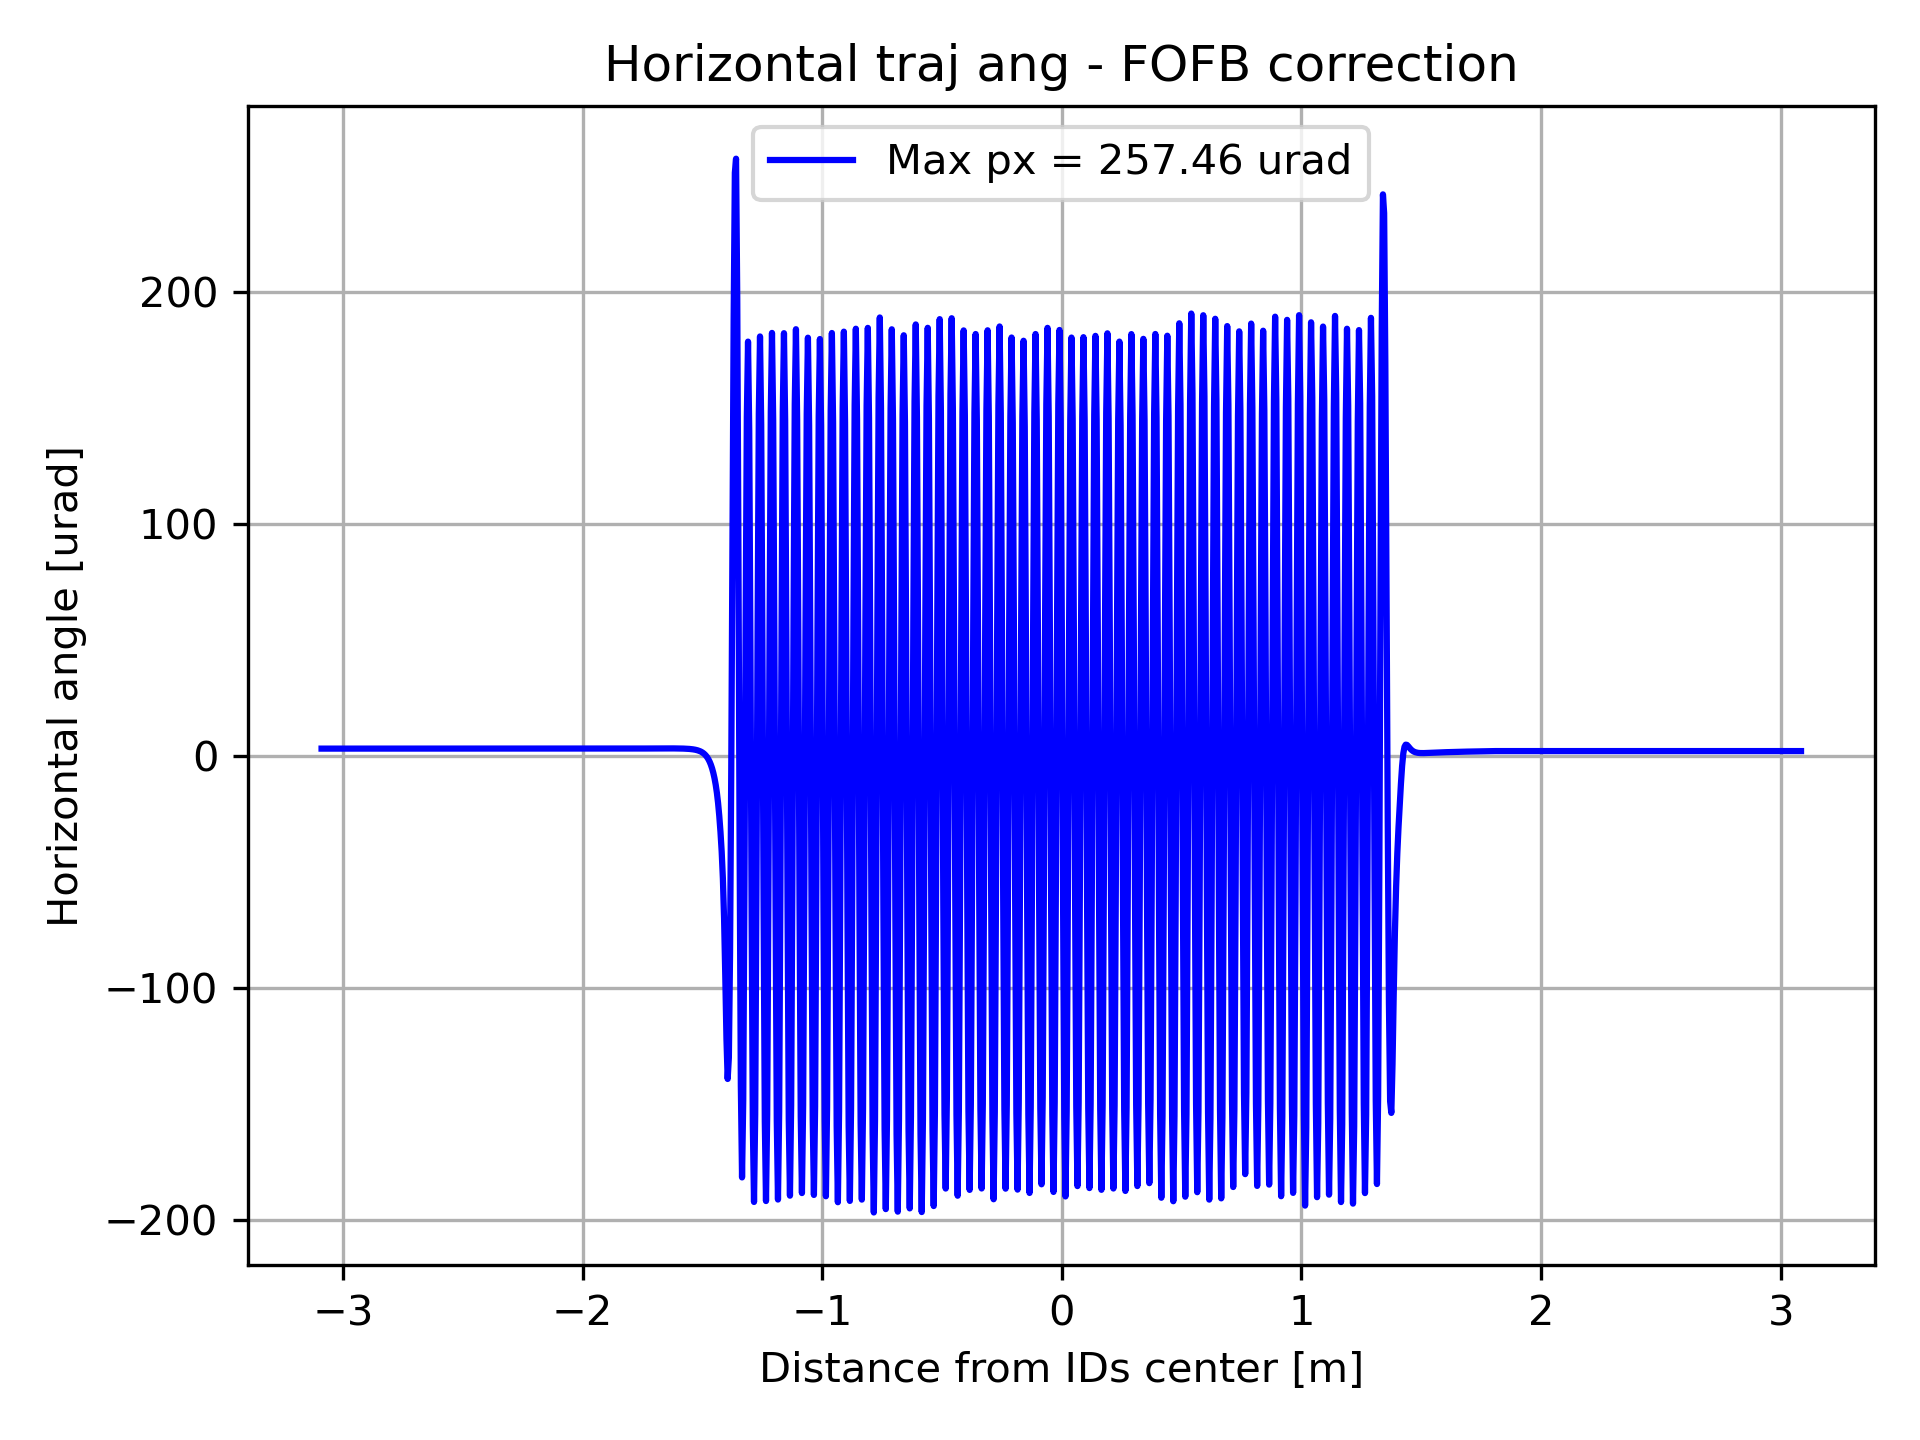 Horizontal traj ang - FOFB correction
Max px = 257.46 urad
Horizontal angle [urad]
200
100
0
−100
−200
−3 −2 −1 0 1 2 3
Distance from IDs center [m]